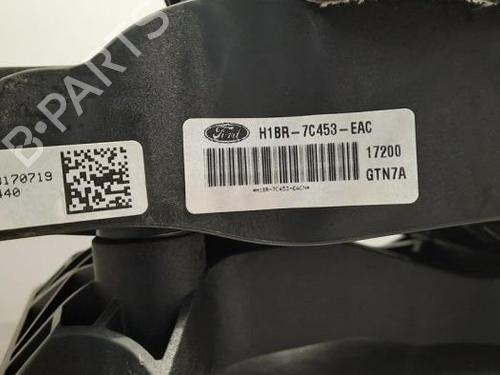 B-PARTS
Ford
H1BR-7C453-EAC
17200
GTN7A
170719
440